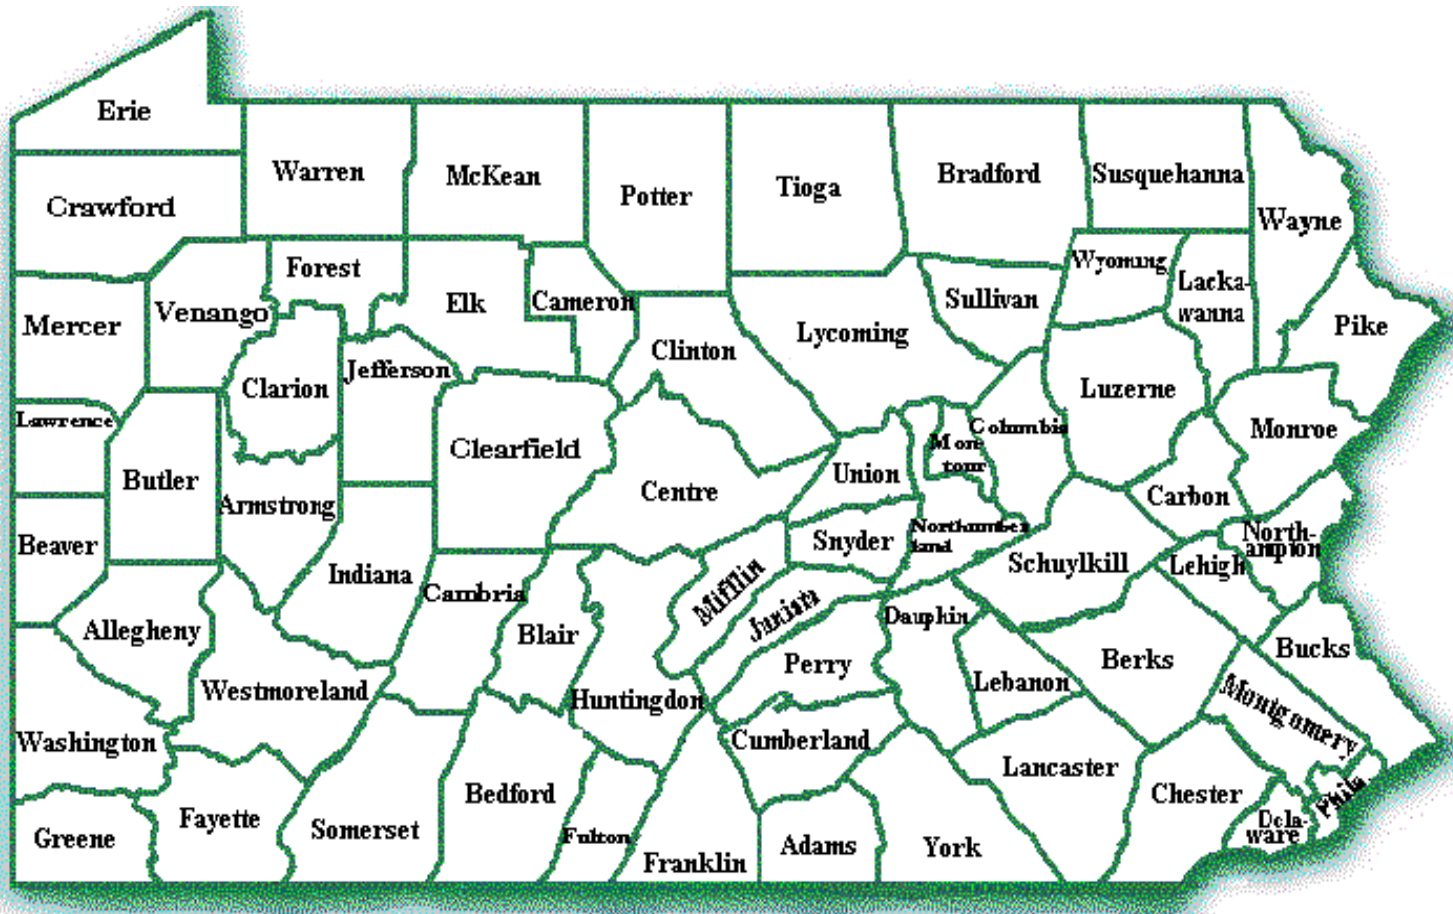 Erie
Warren
McKean
Potter
Tioga
Bradford
Susquehanna
Wayne
Crawford
Forest
Elk
Cameron
Sullivan
Wyoming
Lacka-
wanna
Pike
Mercer
Venango
Clarion
Jefferson
Clinton
Lycoming
Luzerne
Monroe
Lawrence
Butler
Armstrong
Clearfield
Centre
Union
Mon-
tour
Columbia
Carbon
Beaver
Indiana
Cambria
Blair
Mifflin
Snyder
Northumber
land
Schuylkill
Lehigh
North-
ampton
Allegheny
Westmoreland
Huntingdon
Juniata
Perry
Dauphin
Lebanon
Berks
Bucks
Washington
Cumberland
Lancaster
Montgomery
Greene
Fayette
Somerset
Bedford
Fulton
Franklin
Adams
York
Chester
Dela-
ware
Phila